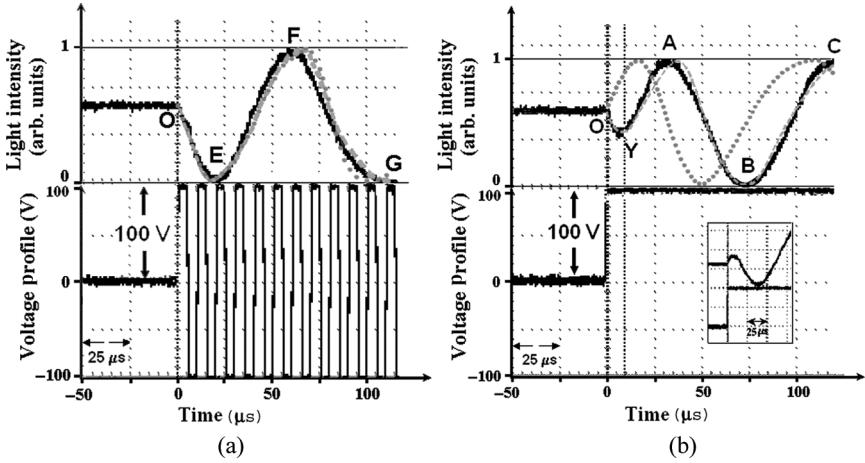 (a)
Light intensity
(arb. units)
1
0
O
E
F
G
Voltage profile (V)
100
0
−100
100 V
25 μs
-50
0
50
100
Time (μs)
(a)
(b)
Light intensity
(arb. units)
1
0
O
Y
A
B
C
Voltage profile (V)
100
0
−100
100 V
25 μs
25 μs
-50
0
50
100
Time (μs)
(b)